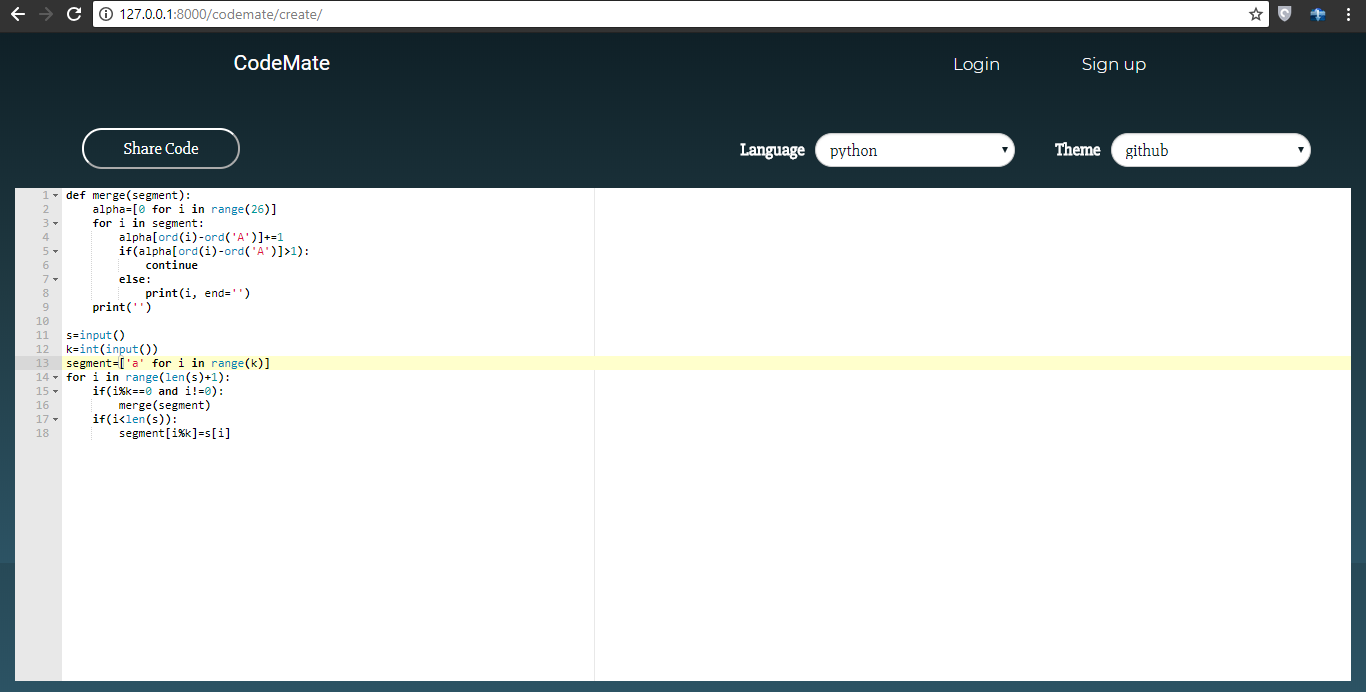 127.0.0.1:8000/codemate/create/
CodeMate Login Sign up
Share Code Language python Theme github
1 def merge(segment):
2     alpha=[0 for i in range(26)]
3     for i in segment:
4         alpha[ord(i)-ord('A')]+=1
5         if(alpha[ord(i)-ord('A')]>1):
6             continue
7         else:
8             print(i, end='')
9     print('')
10
11 s=input()
12 k=int(input())
13 segment=['a' for i in range(k)]
14 for i in range(len(s)+1):
15     if(i%k==0 and i!=0):
16         merge(segment)
17     if(i<len(s)):
18         segment[i%k]=s[i]